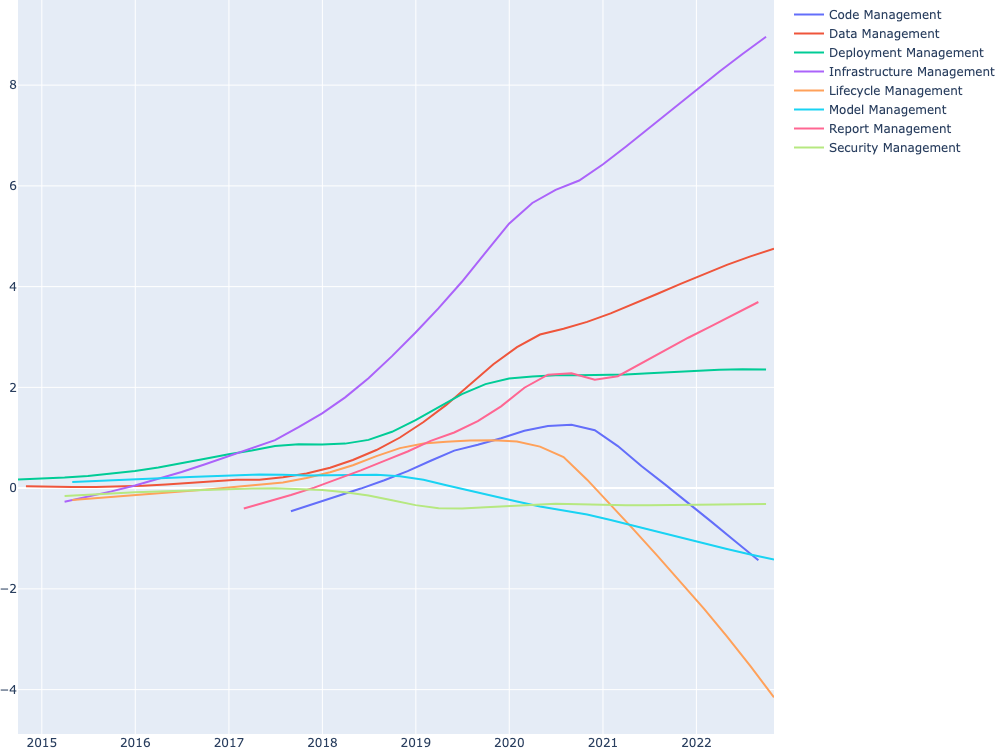 Code Management
Data Management
Deployment Management
Infrastructure Management
Lifecycle Management
Model Management
Report Management
Security Management
8
6
4
2
0
−2
−4
2015 2016 2017 2018 2019 2020 2021 2022